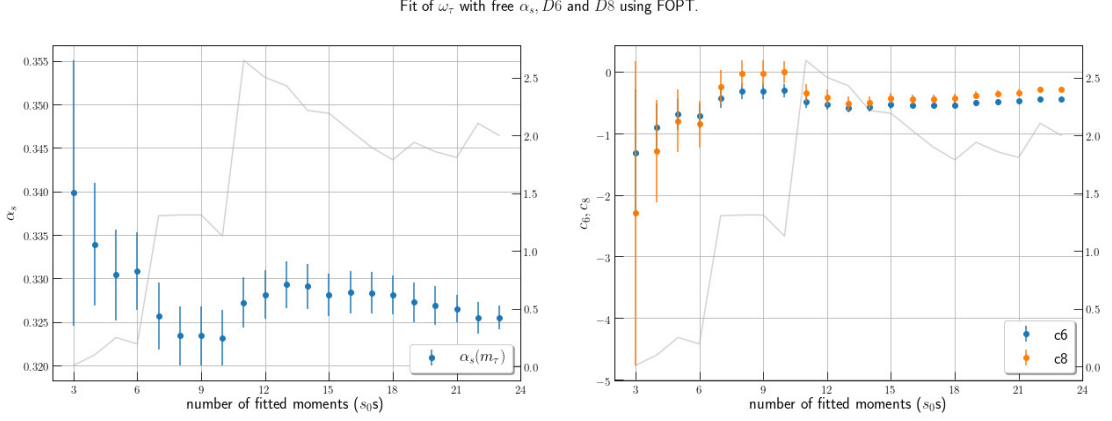 Fit of ω_τ with free α_s, D6 and D8 using FOPT.
0.355
0.350
0.345
0.340
0.335
0.330
0.325
0.320
α_s
2.5
2.0
1.5
1.0
0.5
0.0
3 6 9 12 15 18 21 24
number of fitted moments (s₀s)
α_s(m_τ)
0
−1
−2
−3
−4
−5
c₆, c₈
2.5
2.0
1.5
1.0
0.5
0.0
3 6 9 12 15 18 21 24
number of fitted moments (s₀s)
c6
c8